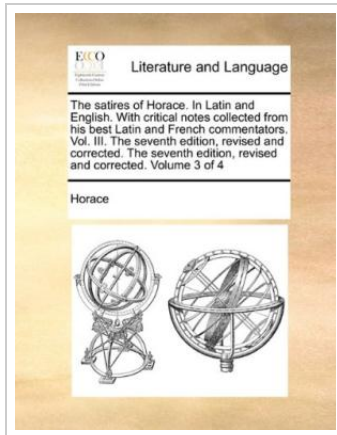 ECCO
Literature and Language
The satires of Horace. In Latin and
English. With critical notes collected from
his best Latin and French commentators.
Vol. III. The seventh edition, revised and
corrected. The seventh edition, revised
and corrected. Volume 3 of 4
Horace